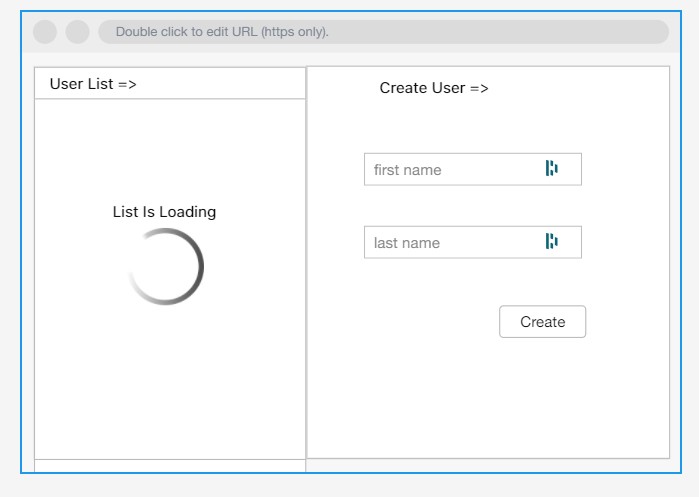 Double click to edit URL (https only).
User List =>
Create User =>
first name
List Is Loading
last name
Create